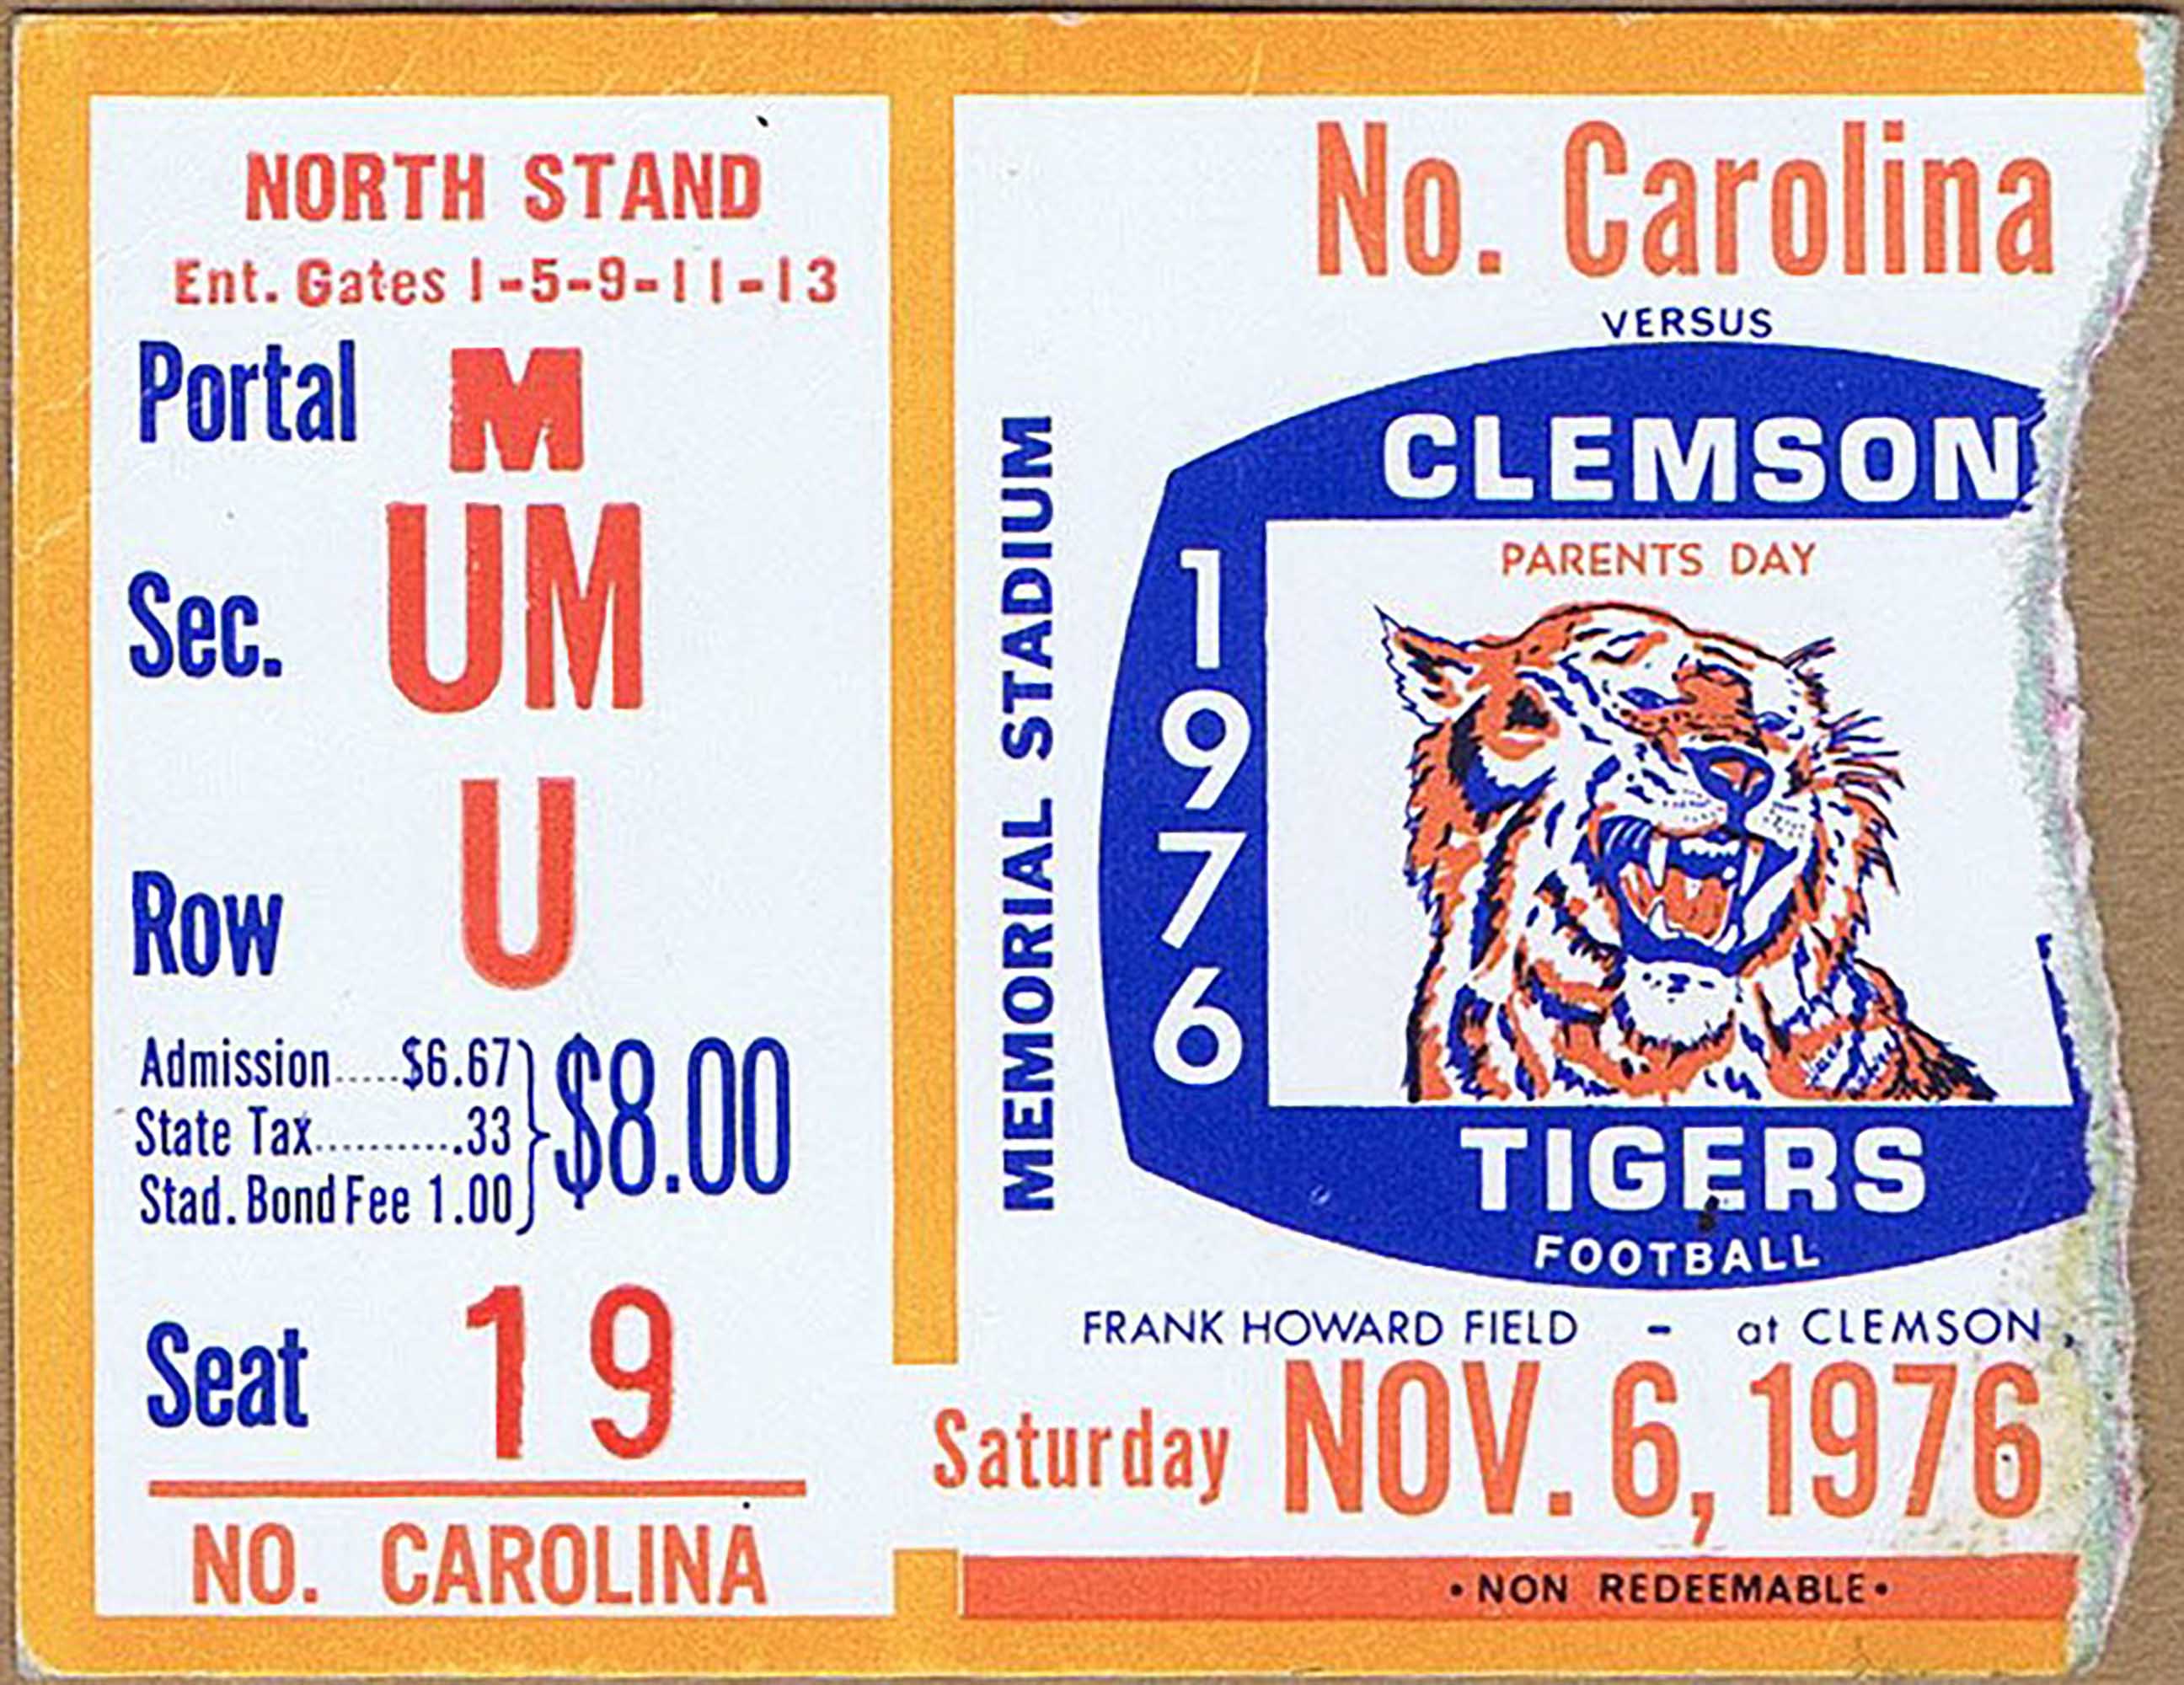 NORTH STAND
Ent. Gates 1-5-9-11-13
Portal M
Sec. UM
Row U
Admission.....$6.67
State Tax...........33
Stad. Bond Fee 1.00
$8.00
Seat 19
NO. CAROLINA
No. Carolina
VERSUS
MEMORIAL STADIUM
CLEMSON
1976
PARENTS DAY
TIGERS
FOOTBALL
FRANK HOWARD FIELD - at CLEMSON,
Saturday NOV. 6, 1976
• NON REDEEMABLE •